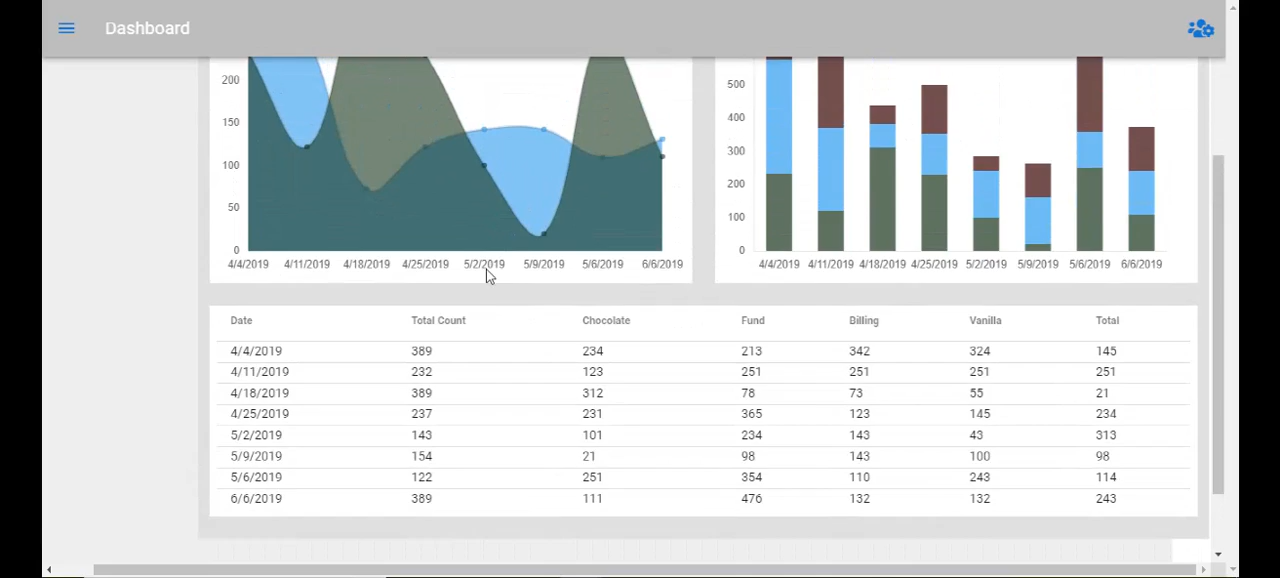 Dashboard
200
150
100
50
0
4/4/2019 4/11/2019 4/18/2019 4/25/2019 5/2/2019 5/9/2019 5/6/2019 6/6/2019
500
400
300
200
100
0
4/4/2019 4/11/2019 4/18/2019 4/25/2019 5/2/2019 5/9/2019 5/6/2019 6/6/2019
Date Total Count Chocolate Fund Billing Vanilla Total
4/4/2019 389 234 213 342 324 145
4/11/2019 232 123 251 251 251 251
4/18/2019 389 312 78 73 55 21
4/25/2019 237 231 365 123 145 234
5/2/2019 143 101 234 143 43 313
5/9/2019 154 21 98 143 100 98
5/6/2019 122 251 354 110 243 114
6/6/2019 389 111 476 132 132 243